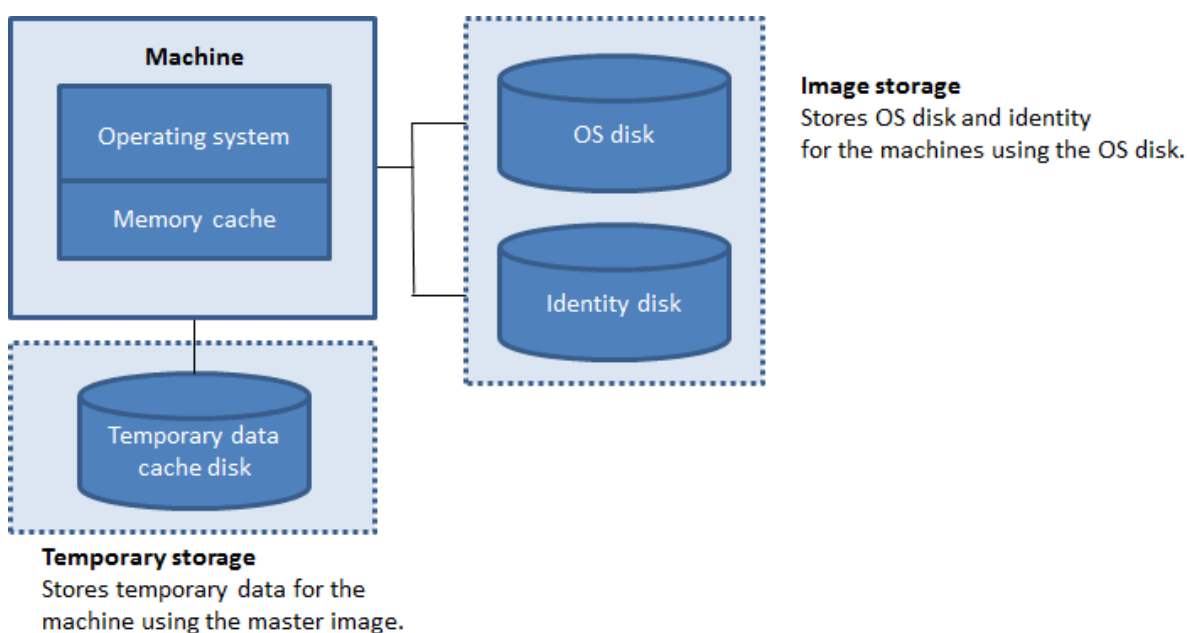 Machine
Operating system
Memory cache
OS disk
Identity disk
Image storage
Stores OS disk and identity
for the machines using the OS disk.
Temporary data
cache disk
Temporary storage
Stores temporary data for the
machine using the master image.